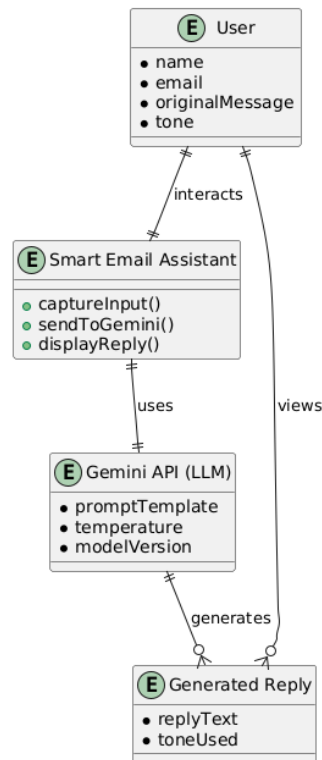 E User
name
email
originalMessage
tone
interacts
E Smart Email Assistant
captureInput()
sendToGemini()
displayReply()
uses
views
E Gemini API (LLM)
promptTemplate
temperature
modelVersion
generates
E Generated Reply
replyText
toneUsed